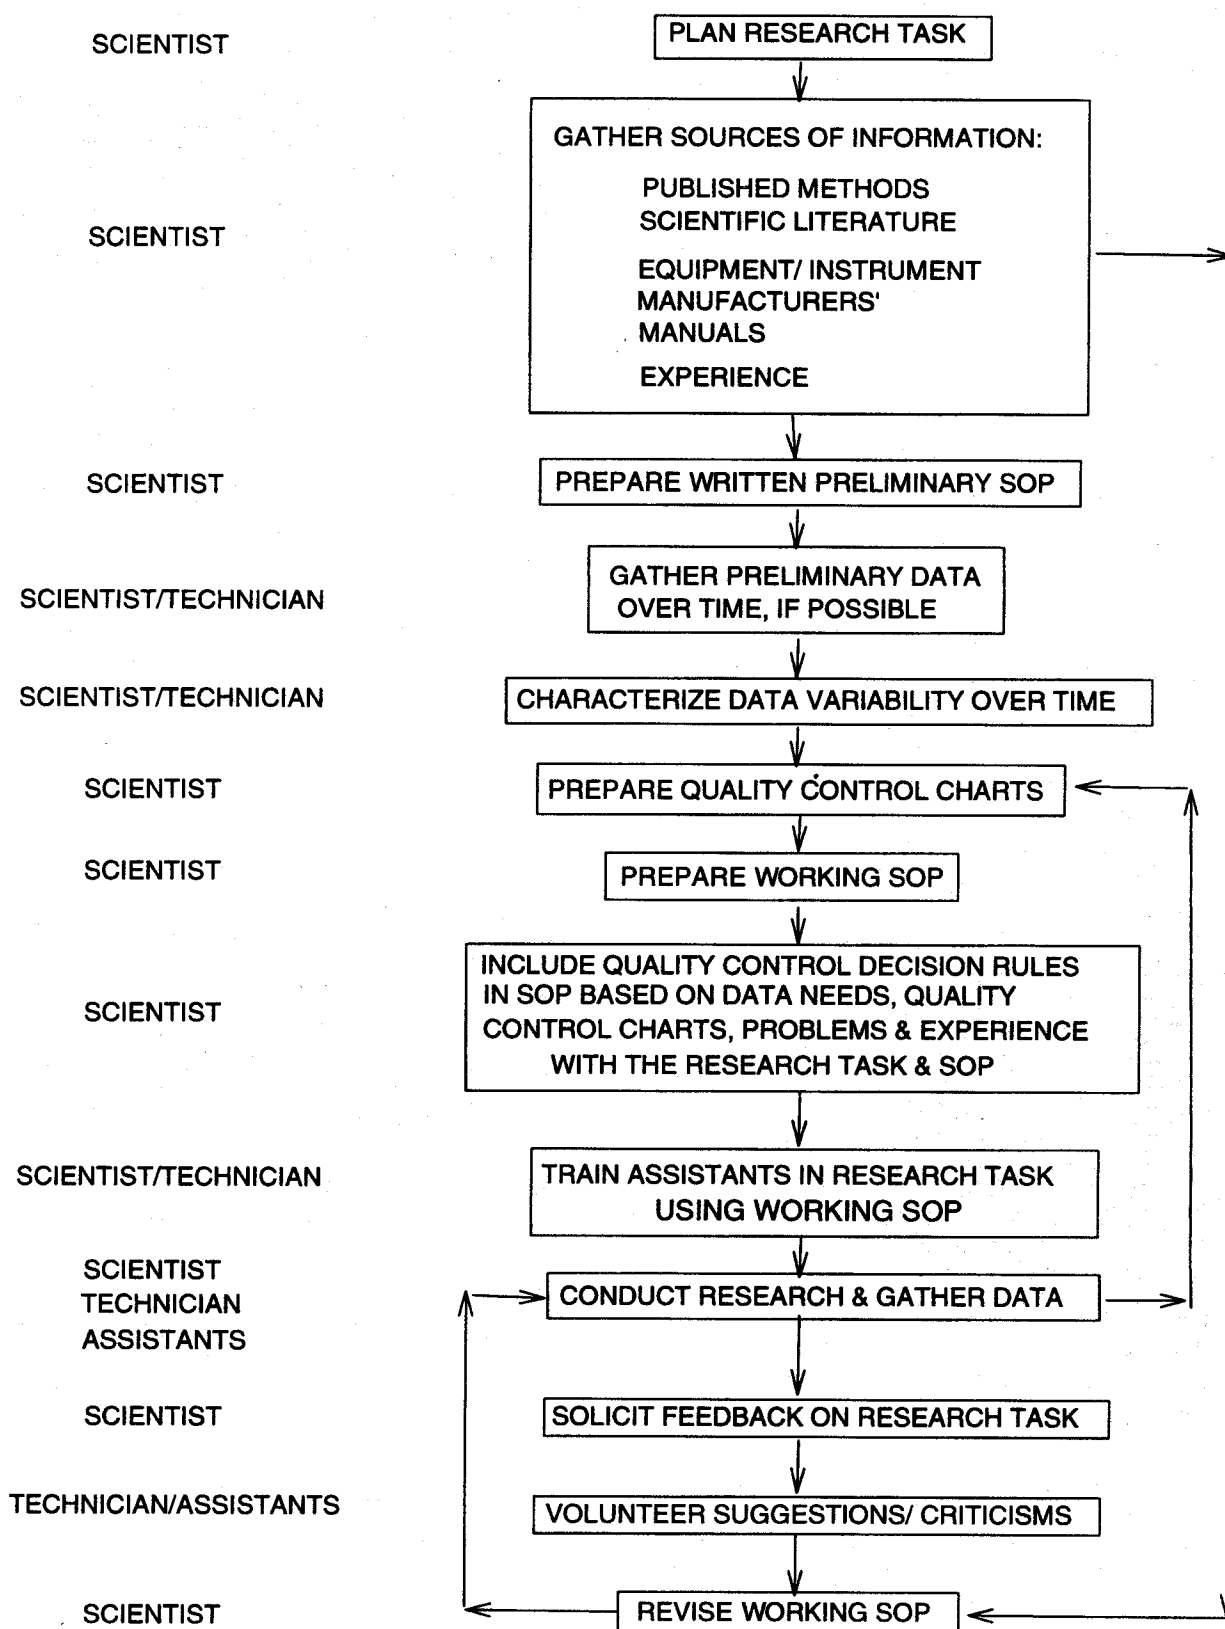 SCIENTIST
PLAN RESEARCH TASK
GATHER SOURCES OF INFORMATION:
PUBLISHED METHODS
SCIENTIFIC LITERATURE
SCIENTIST
EQUIPMENT/ INSTRUMENT
MANUFACTURERS'
MANUALS
EXPERIENCE
SCIENTIST
PREPARE WRITTEN PRELIMINARY SOP
SCIENTIST/TECHNICIAN
GATHER PRELIMINARY DATA
OVER TIME, IF POSSIBLE
SCIENTIST/TECHNICIAN
CHARACTERIZE DATA VARIABILITY OVER TIME
SCIENTIST
PREPARE QUALITY CONTROL CHARTS
SCIENTIST
PREPARE WORKING SOP
SCIENTIST
INCLUDE QUALITY CONTROL DECISION RULES
IN SOP BASED ON DATA NEEDS, QUALITY
CONTROL CHARTS, PROBLEMS & EXPERIENCE
WITH THE RESEARCH TASK & SOP
SCIENTIST/TECHNICIAN
TRAIN ASSISTANTS IN RESEARCH TASK
USING WORKING SOP
SCIENTIST
TECHNICIAN
ASSISTANTS
CONDUCT RESEARCH & GATHER DATA
SCIENTIST
SOLICIT FEEDBACK ON RESEARCH TASK
TECHNICIAN/ASSISTANTS
VOLUNTEER SUGGESTIONS/ CRITICISMS
SCIENTIST
REVISE WORKING SOP